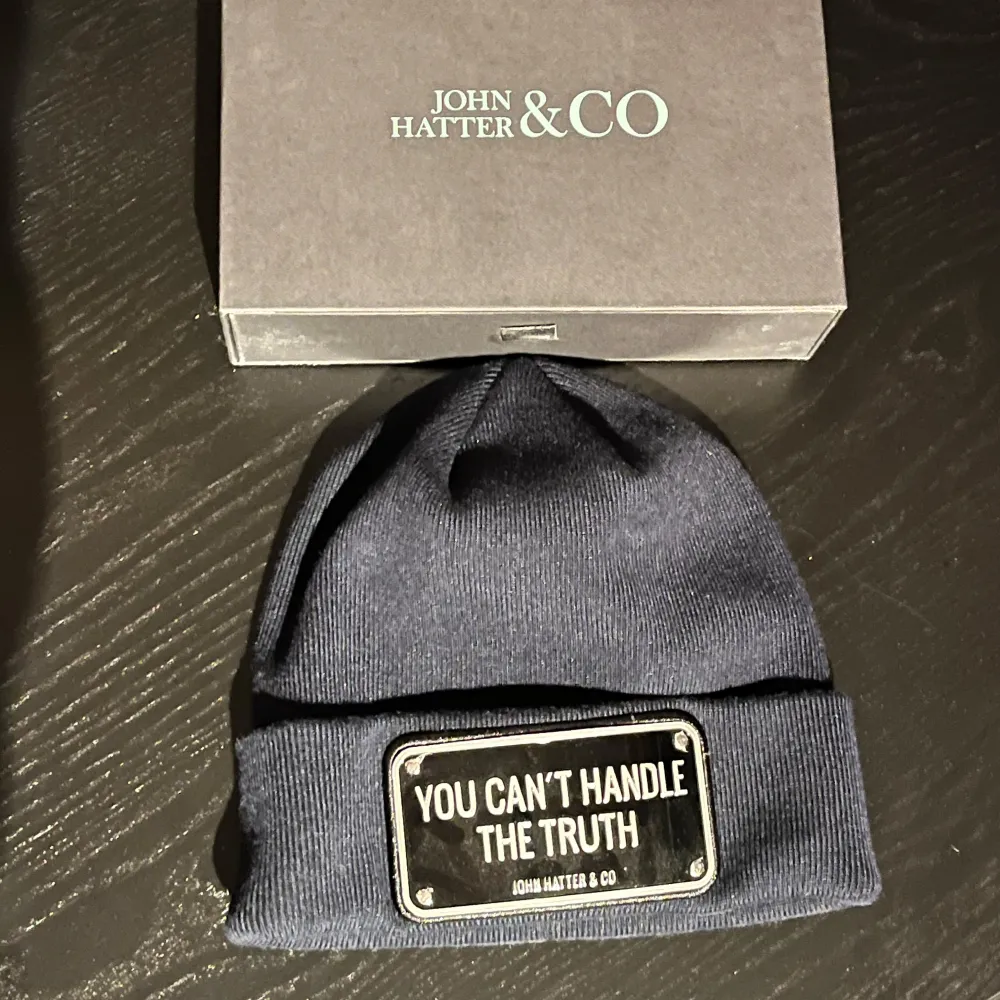 JOHN
HATTER &CO
YOU CAN'T HANDLE
THE TRUTH
JOHN HATTER & CO